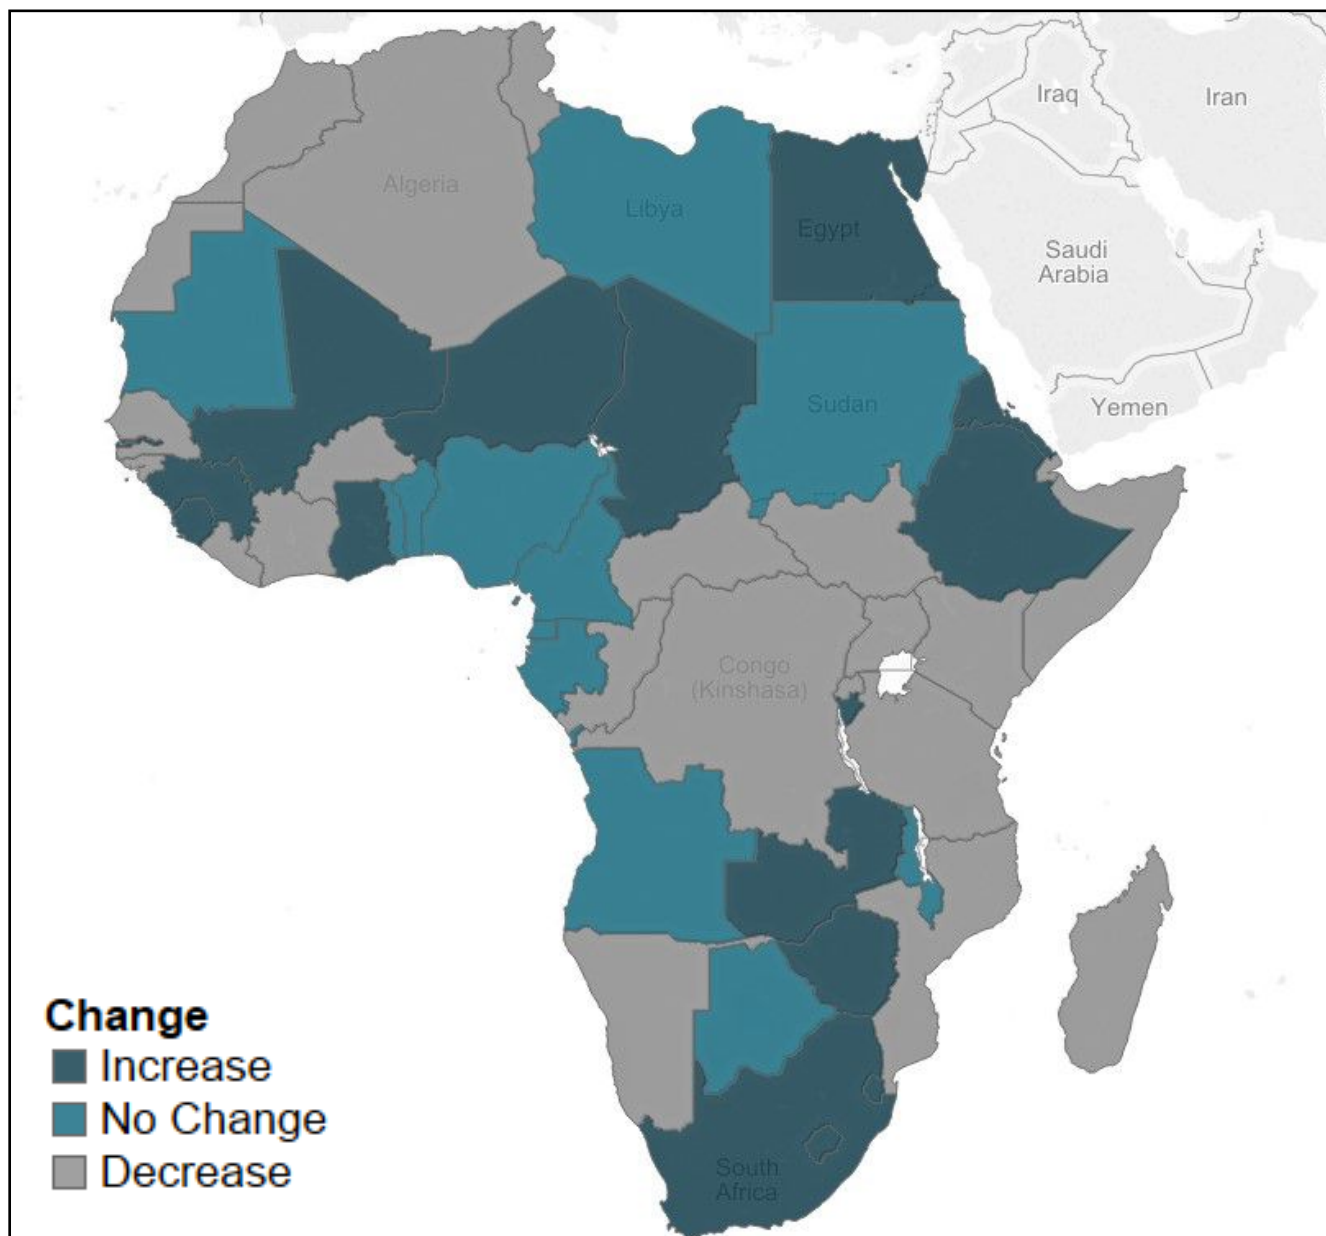 Iraq
Iran
Algeria
Libya
Egypt
Saudi
Arabia
Sudan
Yemen
Congo
(Kinshasa)
South
Africa
Change
Increase
No Change
Decrease